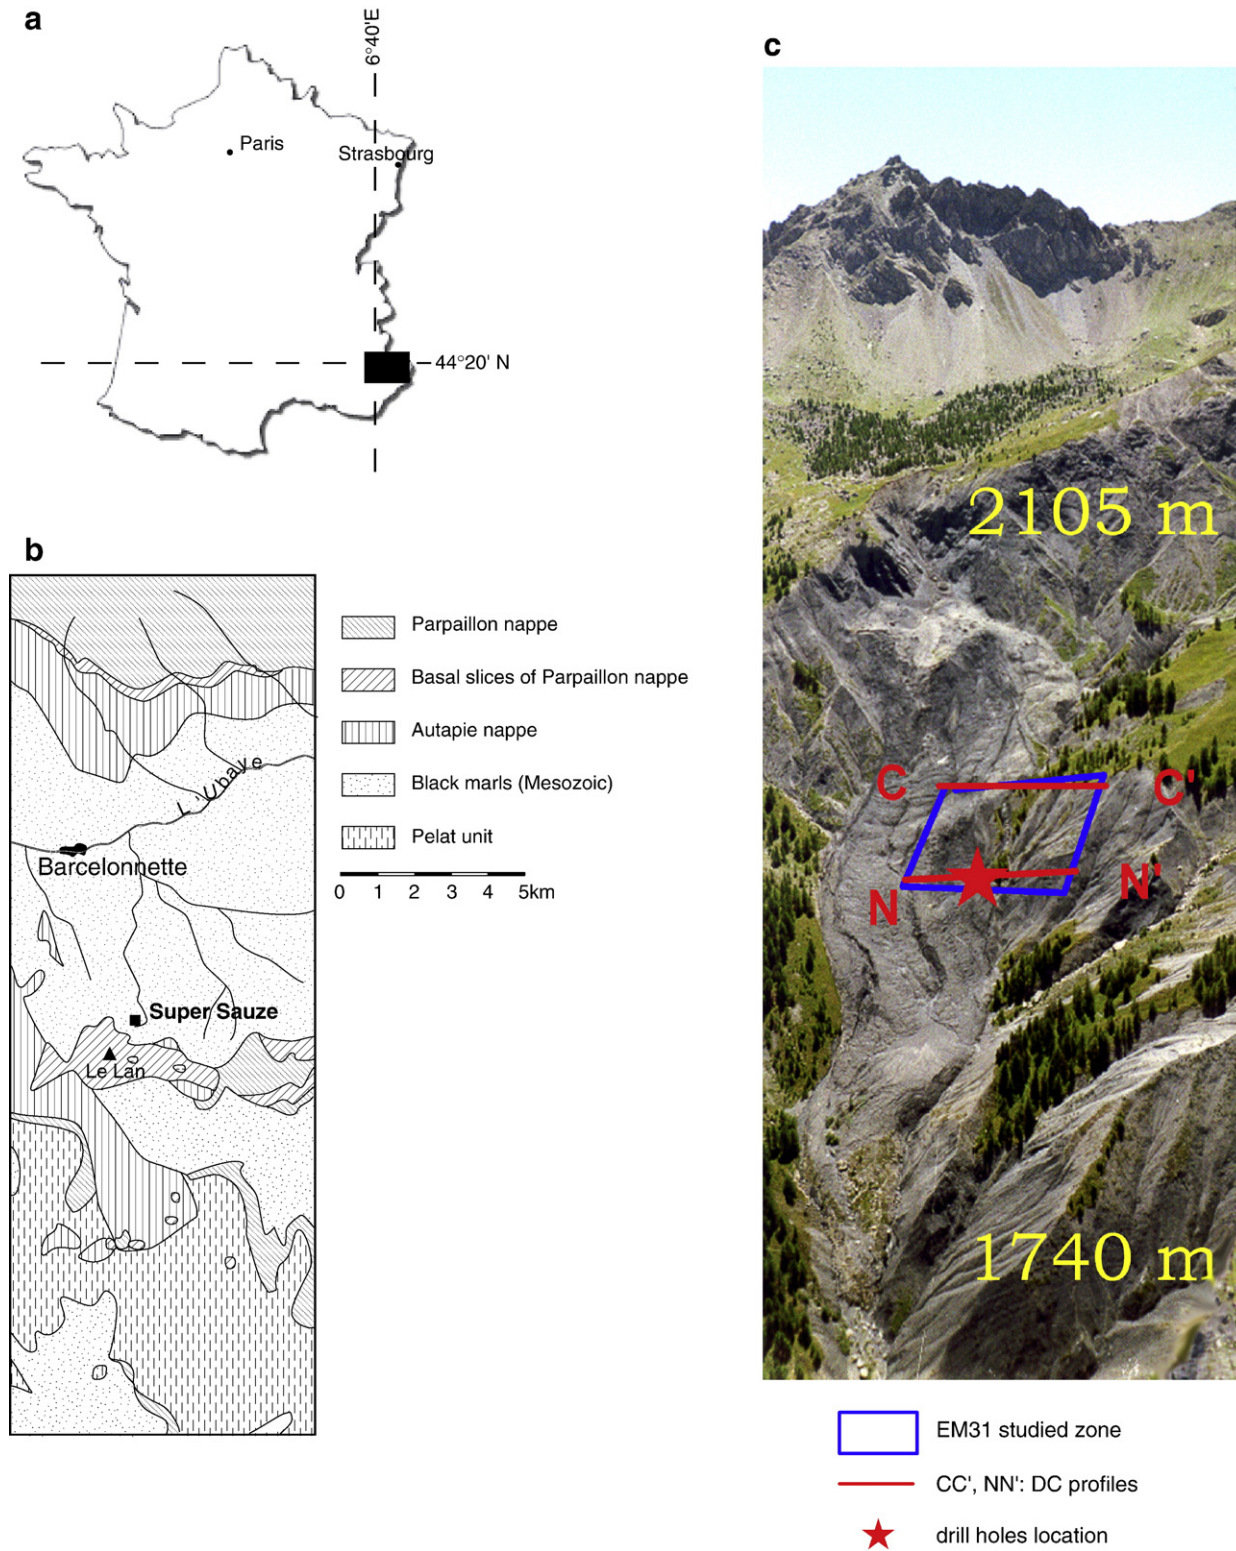 a
6°40'E
Paris
Strasbourg
44°20' N
b
Parpaillon nappe
Basal slices of Parpaillon nappe
Autapie nappe
Black marls (Mesozoic)
Pelat unit
0 1 2 3 4 5km
L'Ubaye
Barcelonnette
Super Sauze
Le Lan
c
2105 m
C C'
N N'
1740 m
EM31 studied zone
CC', NN': DC profiles
drill holes location